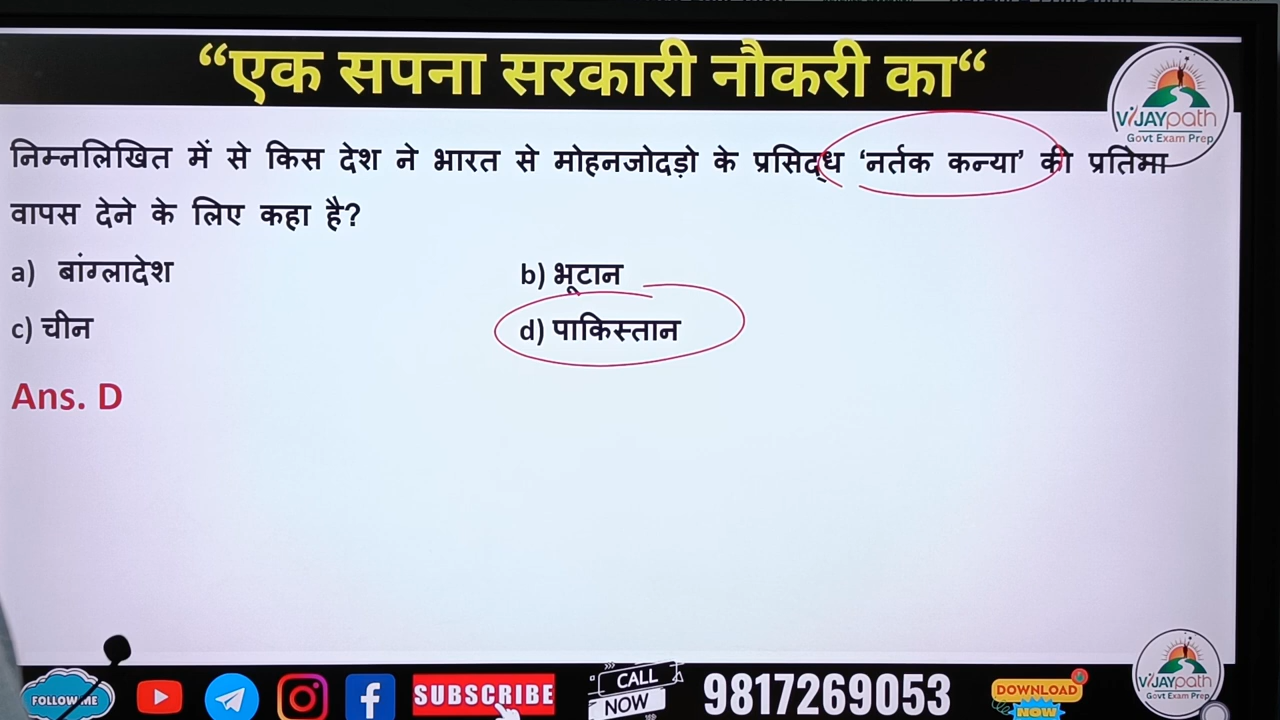 “एक सपना सरकारी नौकरी का“
VIJAYpath
Govt Exam Prep
निम्नलिखित में से किस देश ने भारत से मोहनजोदड़ो के प्रसिद्ध ‘नर्तक कन्या’ की प्रतिमा
वापस देने के लिए कहा है?
a) बांग्लादेश
b) भूटान
c) चीन
d) पाकिस्तान
Ans. D
FOLLOW ME
SUBSCRIBE
CALL
NOW
9817269053
DOWNLOAD
NOW
VIJAYpath
Govt Exam Prep